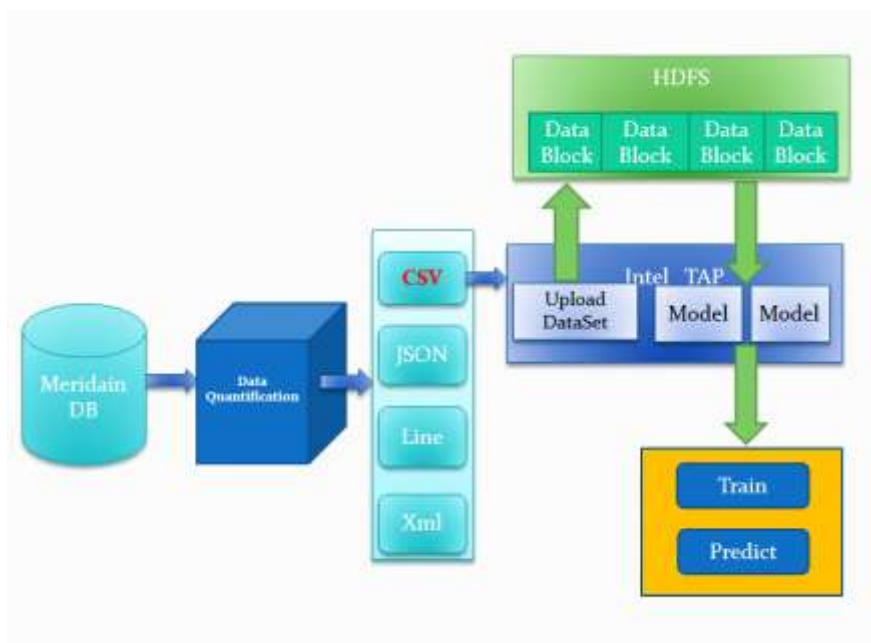 HDFS
Data Block
Data Block
Data Block
Data Block
Intel TAP
Upload
DataSet
Model
Model
CSV
JSON
Line
Xml
Meridain
DB
Data
Quantification
Train
Predict